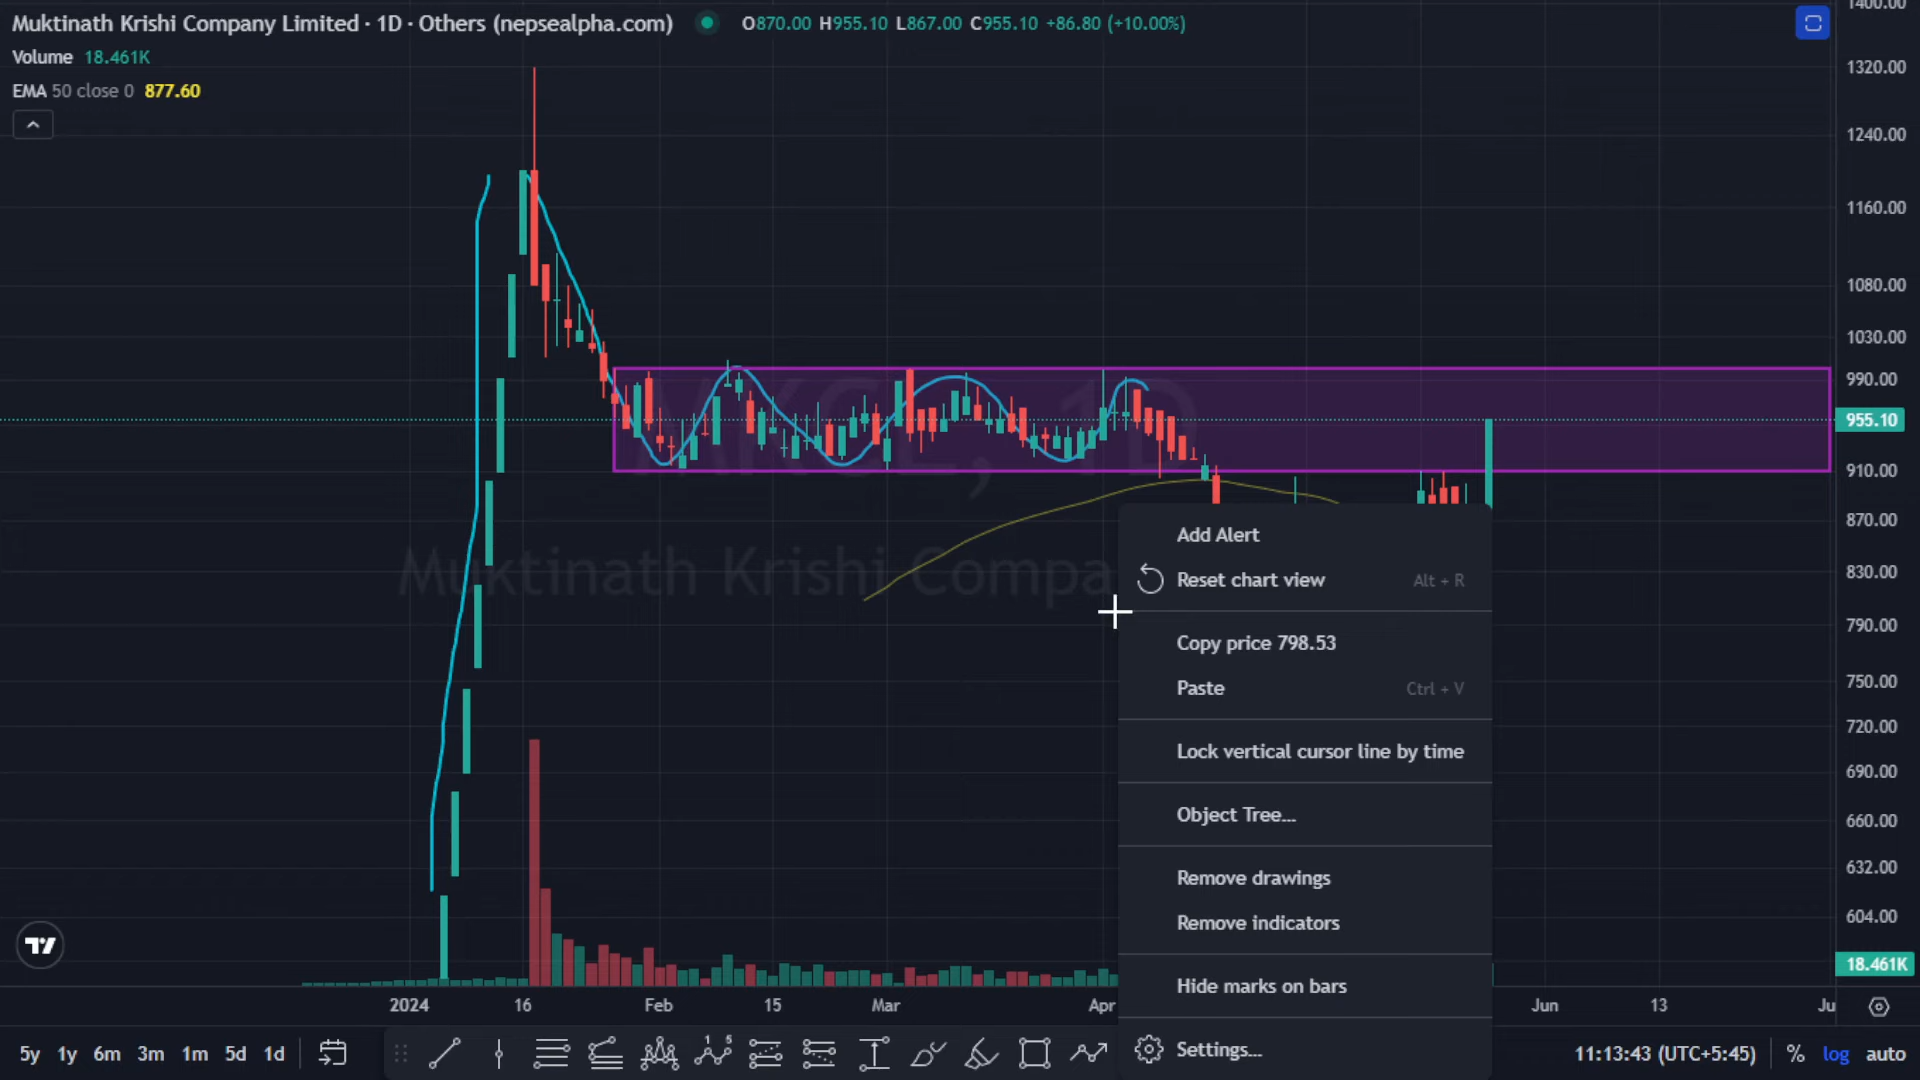 Muktinath Krishi Company Limited · 1D · Others (nepsealpha.com) O870.00 H955.10 L867.00 C955.10 +86.80 (+10.00%)
Volume 18.461K
EMA 50 close 0 877.60
1400.00
1320.00
1240.00
1160.00
1080.00
1030.00
990.00
955.10
910.00
870.00
830.00
790.00
750.00
720.00
690.00
660.00
632.00
604.00
18.461K
MKCL, 1D
Muktinath Krishi Compa
Add Alert
Reset chart view Alt + R
Copy price 798.53
Paste Ctrl + V
Lock vertical cursor line by time
Object Tree...
Remove drawings
Remove indicators
Hide marks on bars
Settings...
2024 16 Feb 15 Mar Apr Jun 13 Ju
5y 1y 6m 3m 1m 5d 1d 11:13:43 (UTC+5:45) % log auto